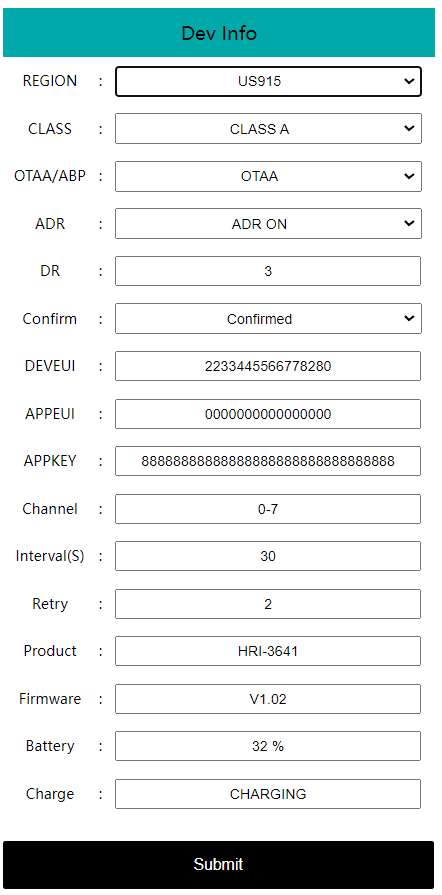 Dev Info
REGION : US915
CLASS : CLASS A
OTAA/ABP : OTAA
ADR : ADR ON
DR : 3
Confirm : Confirmed
DEVEUI : 2233445566778280
APPEUI : 0000000000000000
APPKEY : 88888888888888888888888888888888
Channel : 0-7
Interval(S) : 30
Retry : 2
Product : HRI-3641
Firmware : V1.02
Battery : 32 %
Charge : CHARGING
Submit